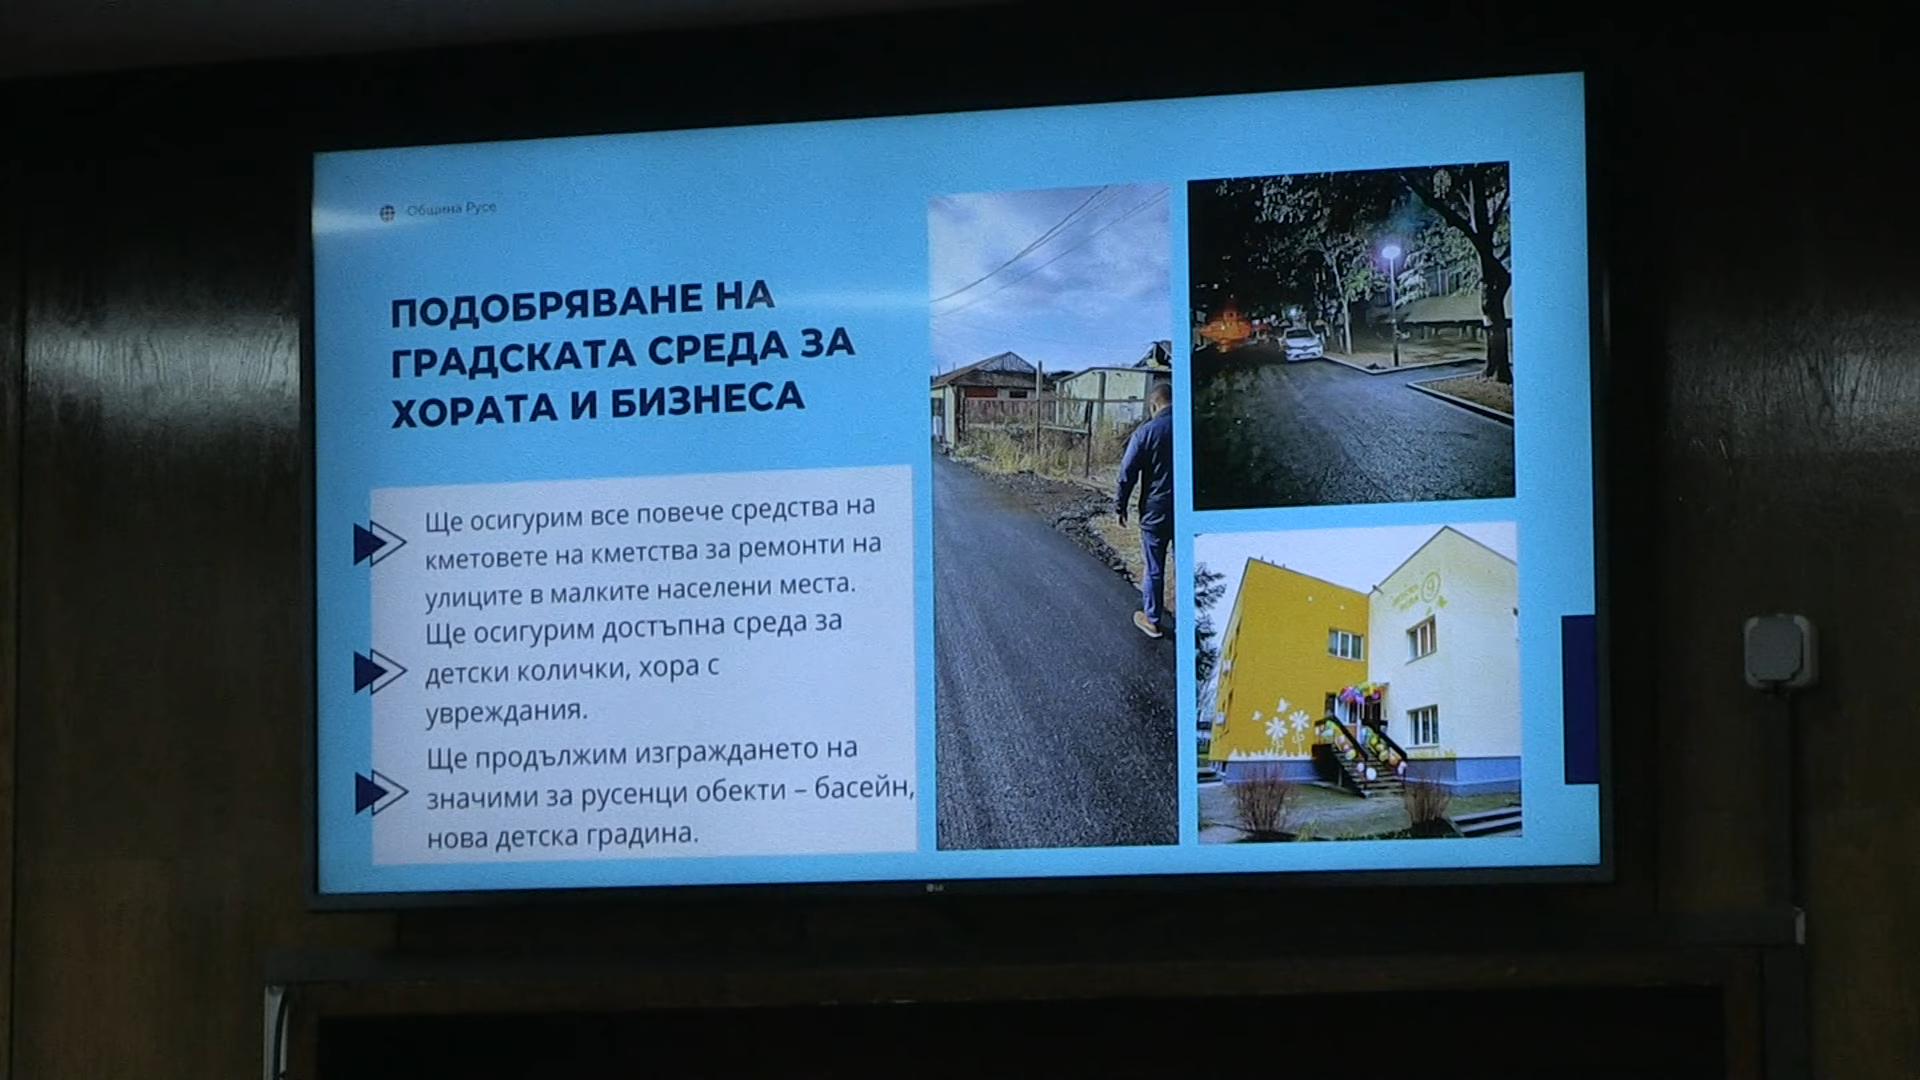 Община Русе
ПОДОБРЯВАНЕ НА
ГРАДСКАТА СРЕДА ЗА
ХОРАТА И БИЗНЕСА
Ще осигурим все повече средства на
кметовете на кметства за ремонти на
улиците в малките населени места.
Ще осигурим достъпна среда за
детски колички, хора с
увреждания.
Ще продължим изграждането на
значими за русенци обекти – басейн,
нова детска градина.
LG